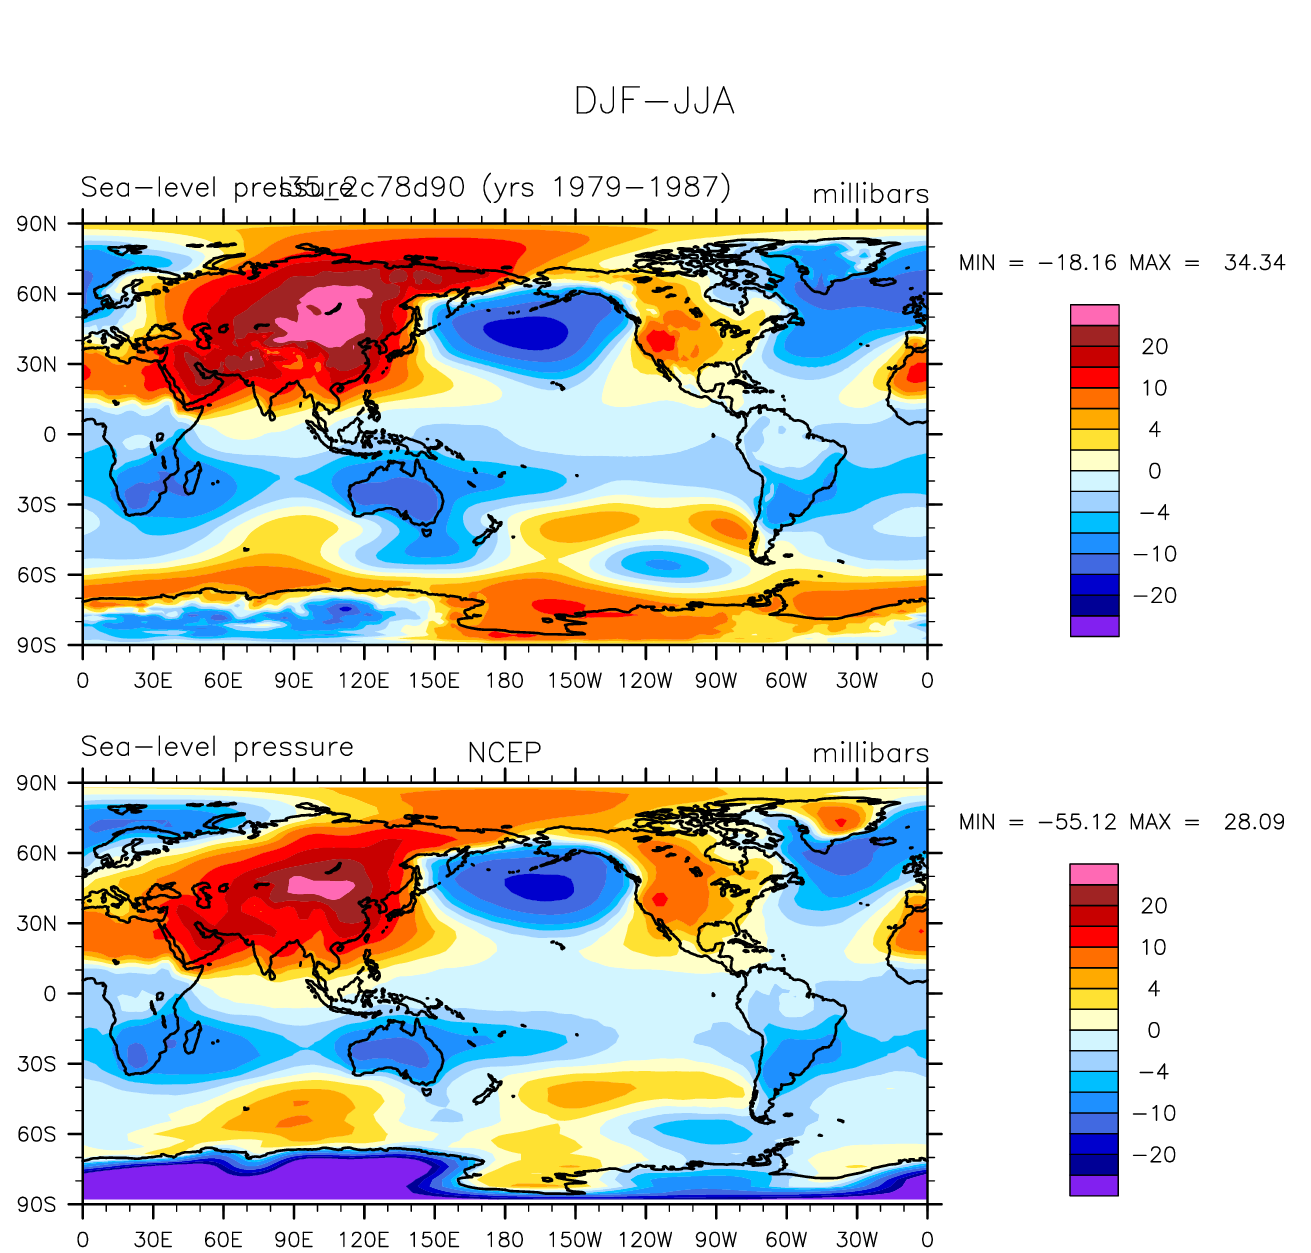 DJF−JJA
Sea−level pressure l35_2c78d90 (yrs 1979−1987) millibars
MIN = −18.16 MAX = 34.34
90N
60N
30N
0
30S
60S
90S
0 30E 60E 90E 120E 150E 180 150W 120W 90W 60W 30W 0
20
10
4
0
−4
−10
−20
Sea−level pressure NCEP millibars
MIN = −55.12 MAX = 28.09
90N
60N
30N
0
30S
60S
90S
0 30E 60E 90E 120E 150E 180 150W 120W 90W 60W 30W 0
20
10
4
0
−4
−10
−20